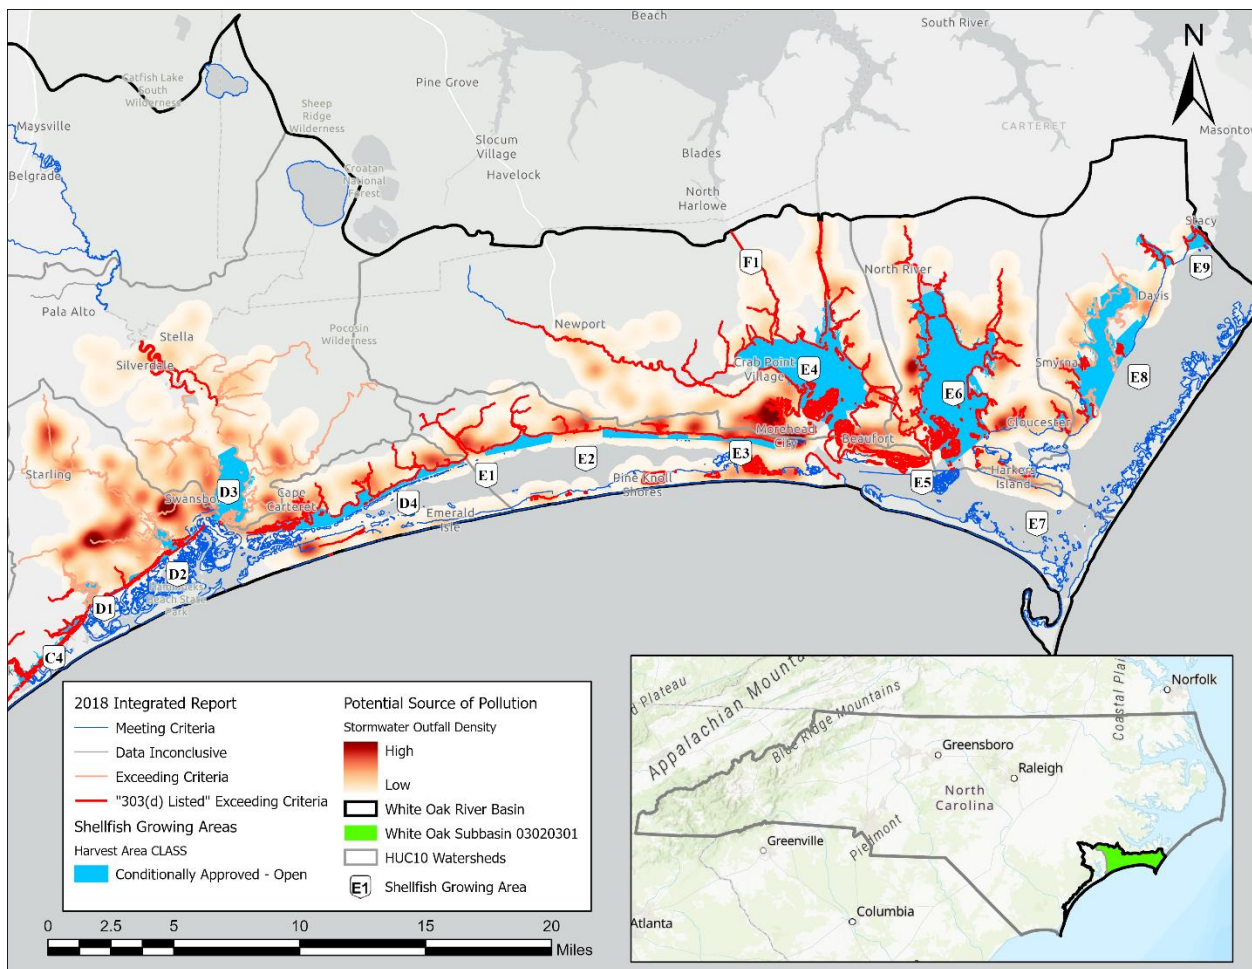 Beach
South River
N
Catfish Lake
South
Wilderness
Pine Grove
Sheep
Ridge
Wilderness
CARTERET
Maysville
Slocum
Village
Masontow
Belgrade
Havelock
Blades
Croatan
National
Forest
North
Harlowe
Stacy
F1
North River
E9
Pala Alto
Davis
Stella
Pocosin
Wilderness
Newport
Silverdale
Crab Point
Village
E4
Smyrna
E8
E6
Gloucester
Morehead
City
Beaufort
Starling
E3
E2
E1
Swansbo
D3
Cape
Carteret
Pine Knoll
Shores
E5
Harkers
Island
D4
Emerald
Isle
E7
D2
Beach State
Park
D1
C4
2018 Integrated Report
Meeting Criteria
Data Inconclusive
Exceeding Criteria
"303(d) Listed" Exceeding Criteria
Shellfish Growing Areas
Harvest Area CLASS
Conditionally Approved - Open
Potential Source of Pollution
Stormwater Outfall Density
High
Low
White Oak River Basin
White Oak Subbasin 03020301
HUC10 Watersheds
E1 Shellfish Growing Area
0 2.5 5 10 15 20
Miles
d Plateau
Appalachian Mounta
Blue Ridge Mountains
Coastal Plai
Norfolk
Greensboro
Raleigh
North
Carolina
Piedmont
Greenville
Columbia
Atlanta